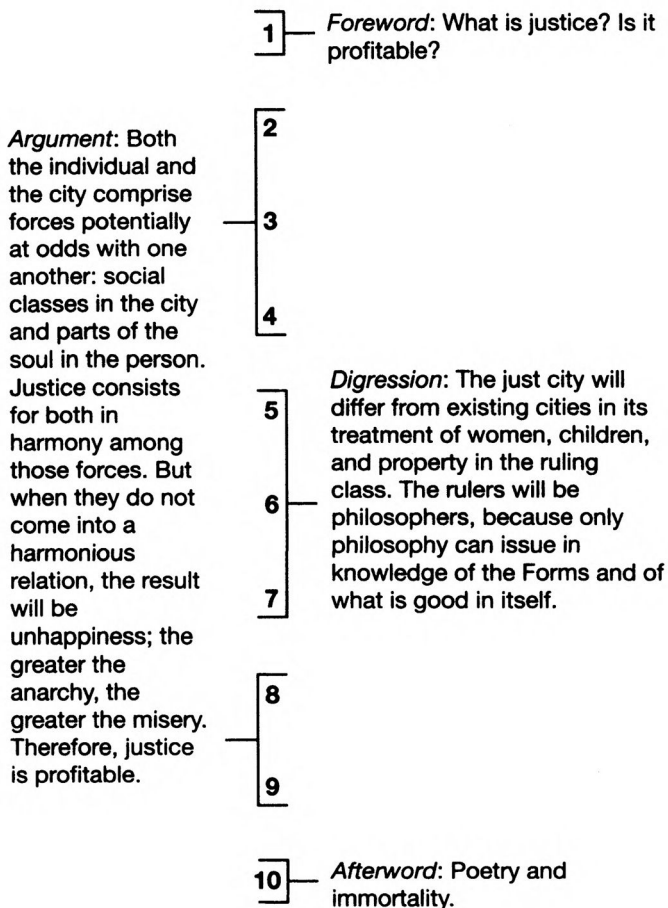 1
Foreword: What is justice? Is it
profitable?
Argument: Both
the individual and
the city comprise
forces potentially
at odds with one
another: social
classes in the city
and parts of the
soul in the person.
Justice consists
for both in
harmony among
those forces. But
when they do not
come into a
harmonious
relation, the result
will be
unhappiness; the
greater the
anarchy, the
greater the misery.
Therefore, justice
is profitable.
2
3
4
5
6
7
Digression: The just city will
differ from existing cities in its
treatment of women, children,
and property in the ruling
class. The rulers will be
philosophers, because only
philosophy can issue in
knowledge of the Forms and of
what is good in itself.
8
9
10
Afterword: Poetry and
immortality.